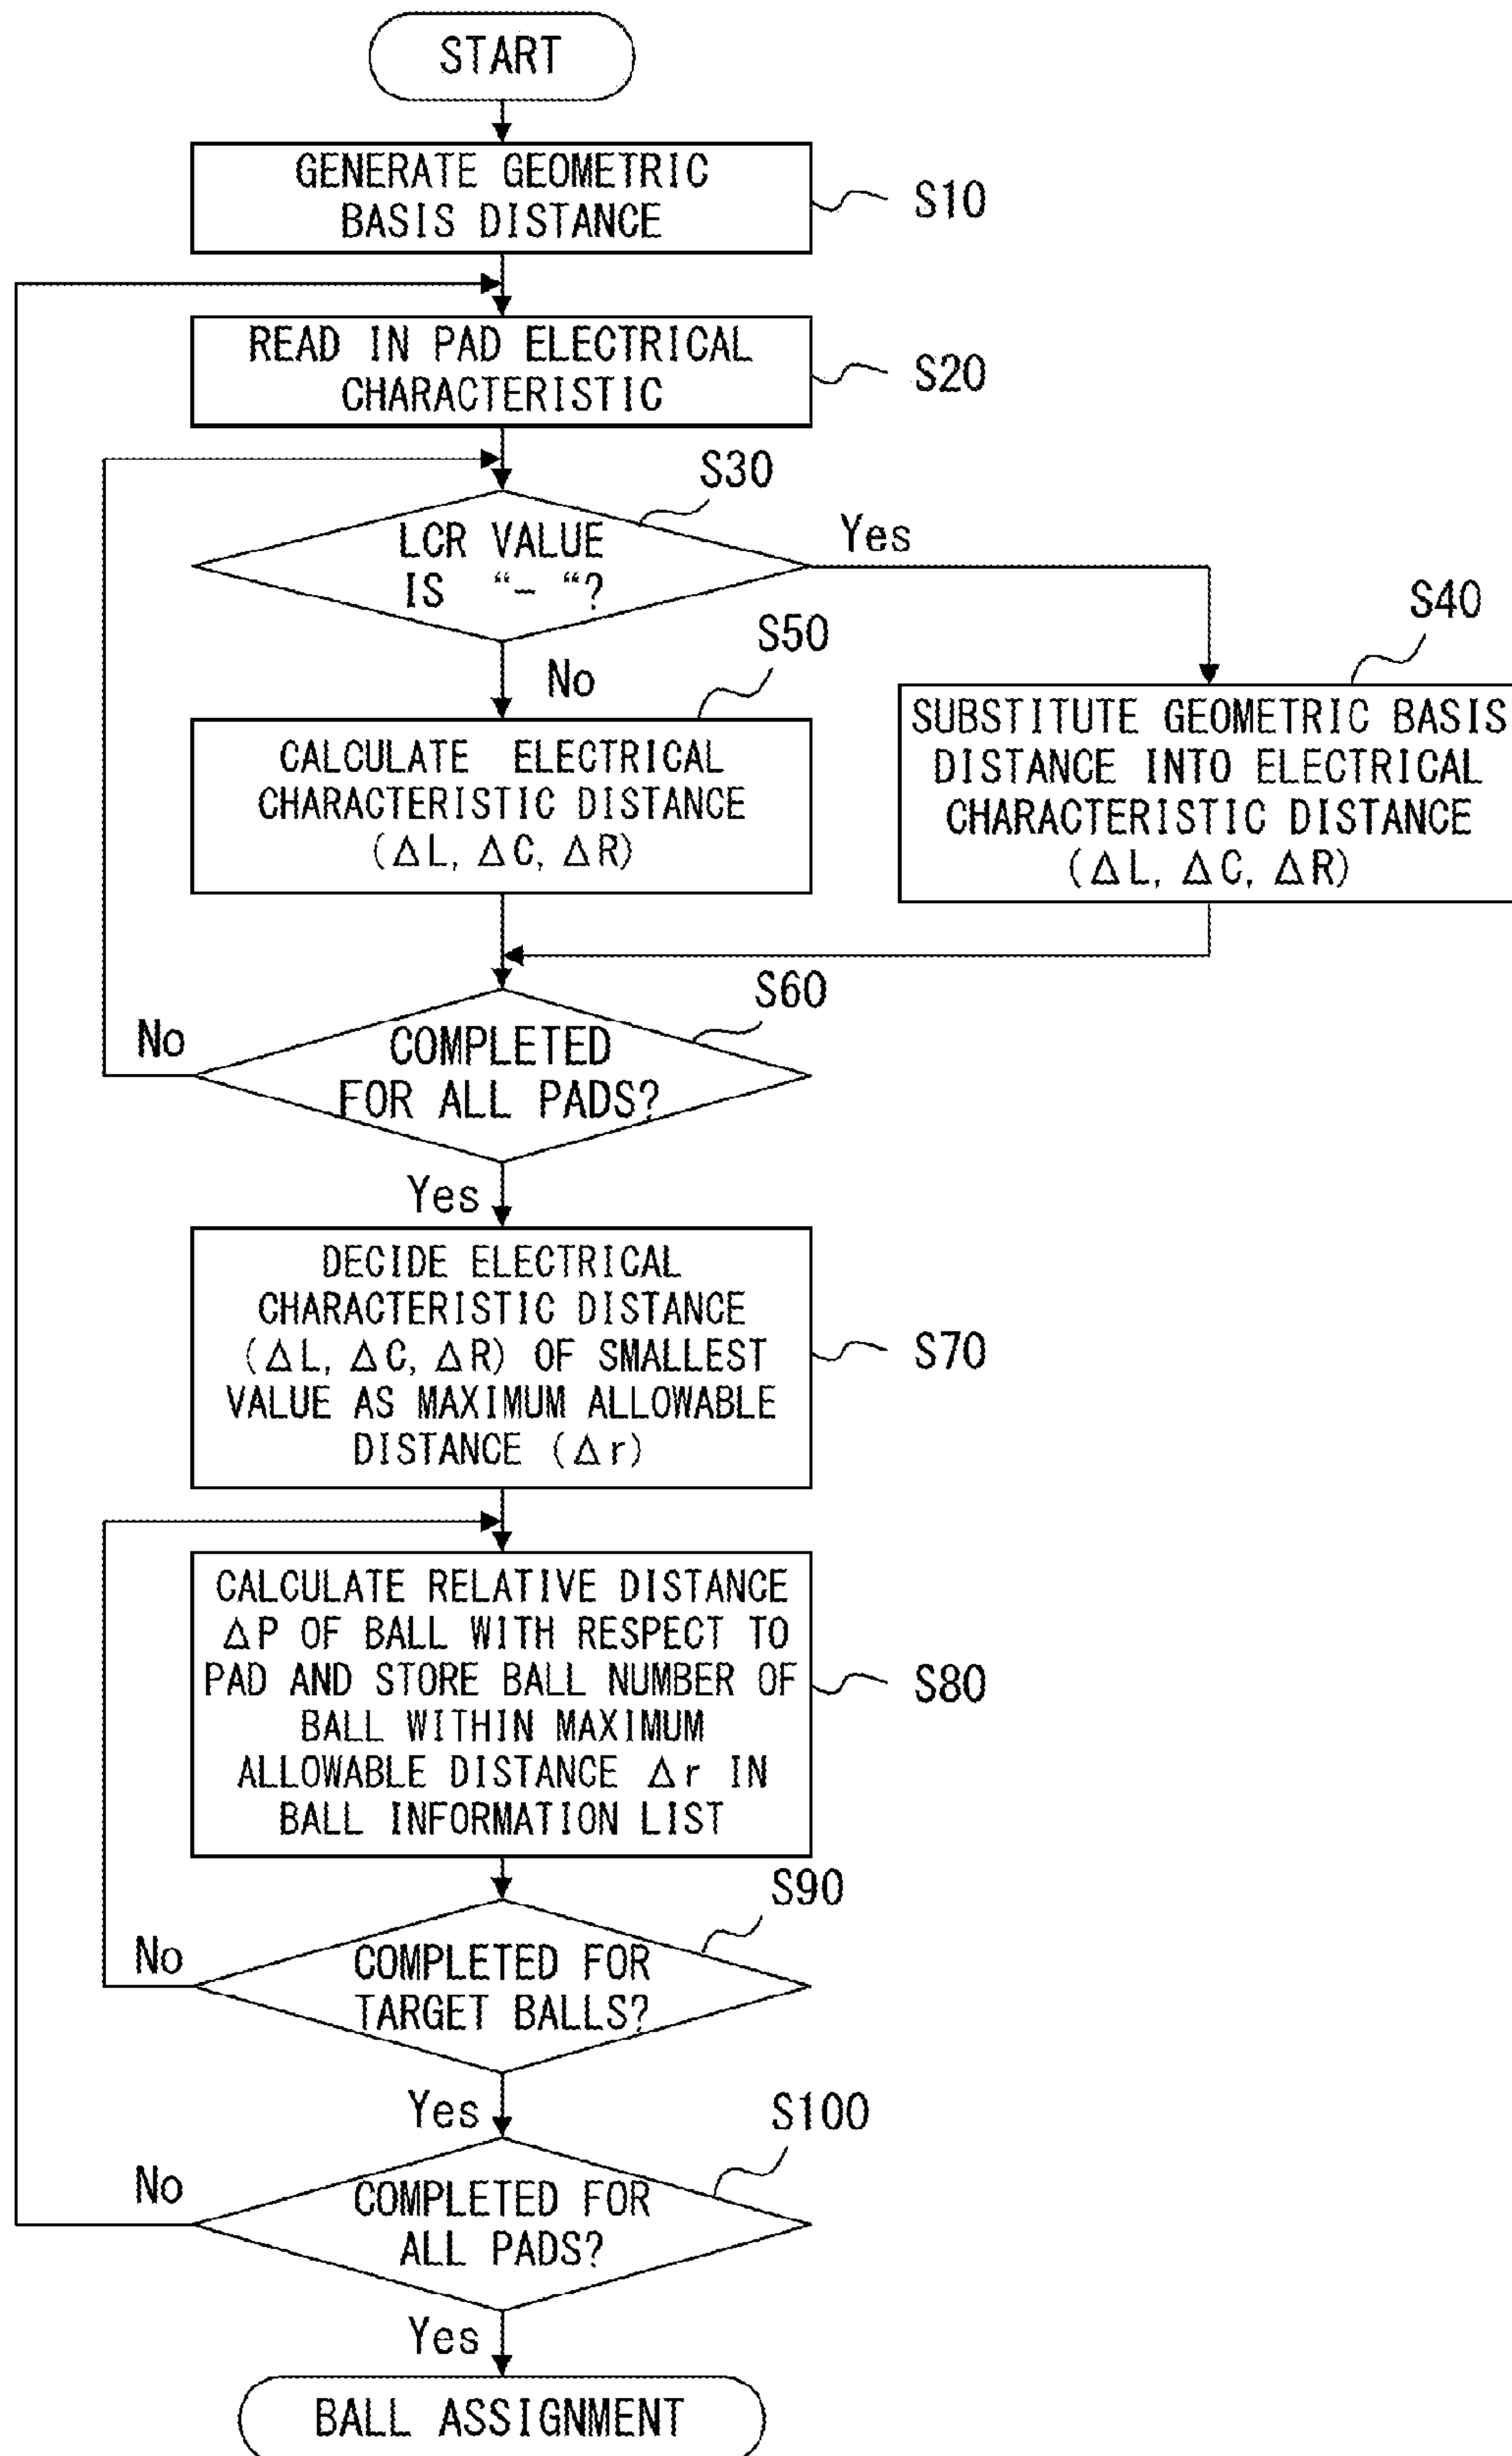 START
GENERATE GEOMETRIC
BASIS DISTANCE
S10
READ IN PAD ELECTRICAL
CHARACTERISTIC
S20
S30
LCR VALUE
IS “- “?
Yes
S40
SUBSTITUTE GEOMETRIC BASIS
DISTANCE INTO ELECTRICAL
CHARACTERISTIC DISTANCE
(ΔL, ΔC, ΔR)
No
S50
CALCULATE ELECTRICAL
CHARACTERISTIC DISTANCE
(ΔL, ΔC, ΔR)
S60
COMPLETED
FOR ALL PADS?
No
Yes
DECIDE ELECTRICAL
CHARACTERISTIC DISTANCE
(ΔL, ΔC, ΔR) OF SMALLEST
VALUE AS MAXIMUM ALLOWABLE
DISTANCE (Δr)
S70
CALCULATE RELATIVE DISTANCE
ΔP OF BALL WITH RESPECT TO
PAD AND STORE BALL NUMBER OF
BALL WITHIN MAXIMUM
ALLOWABLE DISTANCE Δr IN
BALL INFORMATION LIST
S80
S90
COMPLETED FOR
TARGET BALLS?
No
Yes
S100
COMPLETED FOR
ALL PADS?
No
Yes
BALL ASSIGNMENT